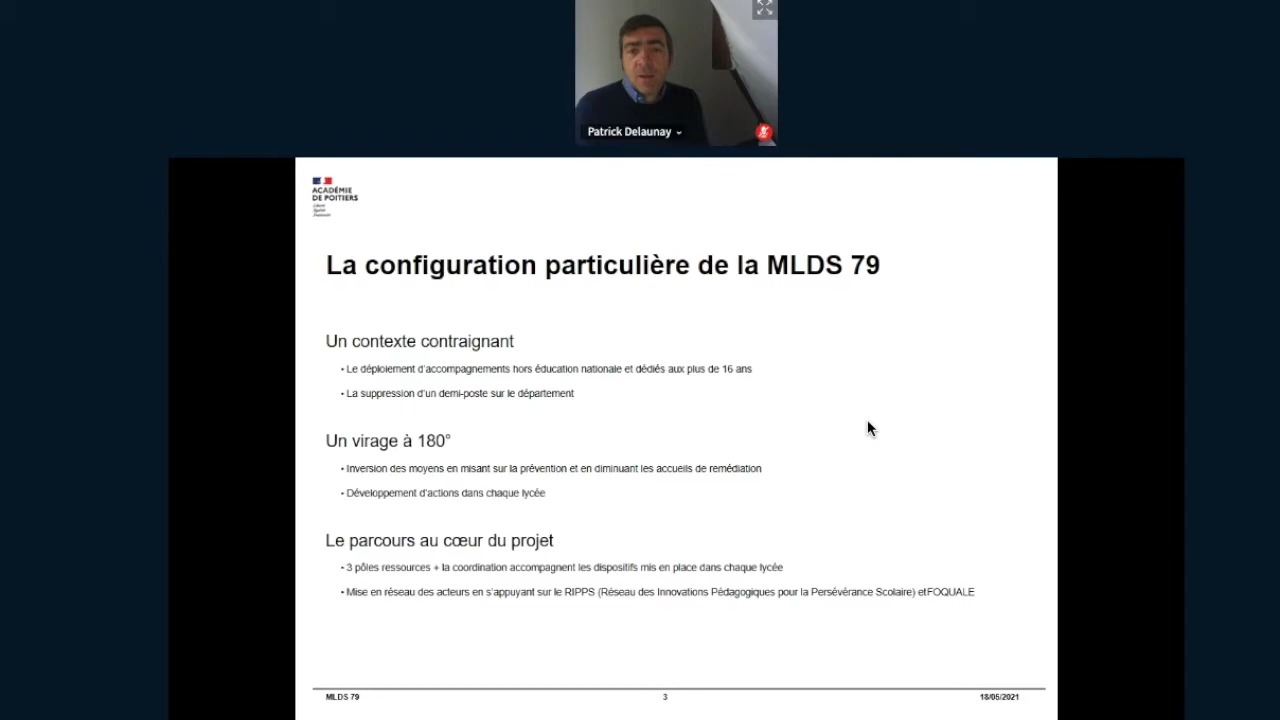 Patrick Delaunay
ACADÉMIE
DE POITIERS
Liberté
Égalité
Fraternité
La configuration particulière de la MLDS 79
Un contexte contraignant
• Le déploiement d'accompagnements hors éducation nationale et dédiés aux plus de 16 ans
• La suppression d'un demi-poste sur le département
Un virage à 180°
• Inversion des moyens en misant sur la prévention et en diminuant les accueils de remédiation
• Développement d'actions dans chaque lycée
Le parcours au cœur du projet
• 3 pôles ressources + la coordination accompagnent les dispositifs mis en place dans chaque lycée
• Mise en réseau des acteurs en s'appuyant sur le RIPPS (Réseau des Innovations Pédagogiques pour la Persévérance Scolaire) etFOQUALE
MLDS 79 3 18/05/2021